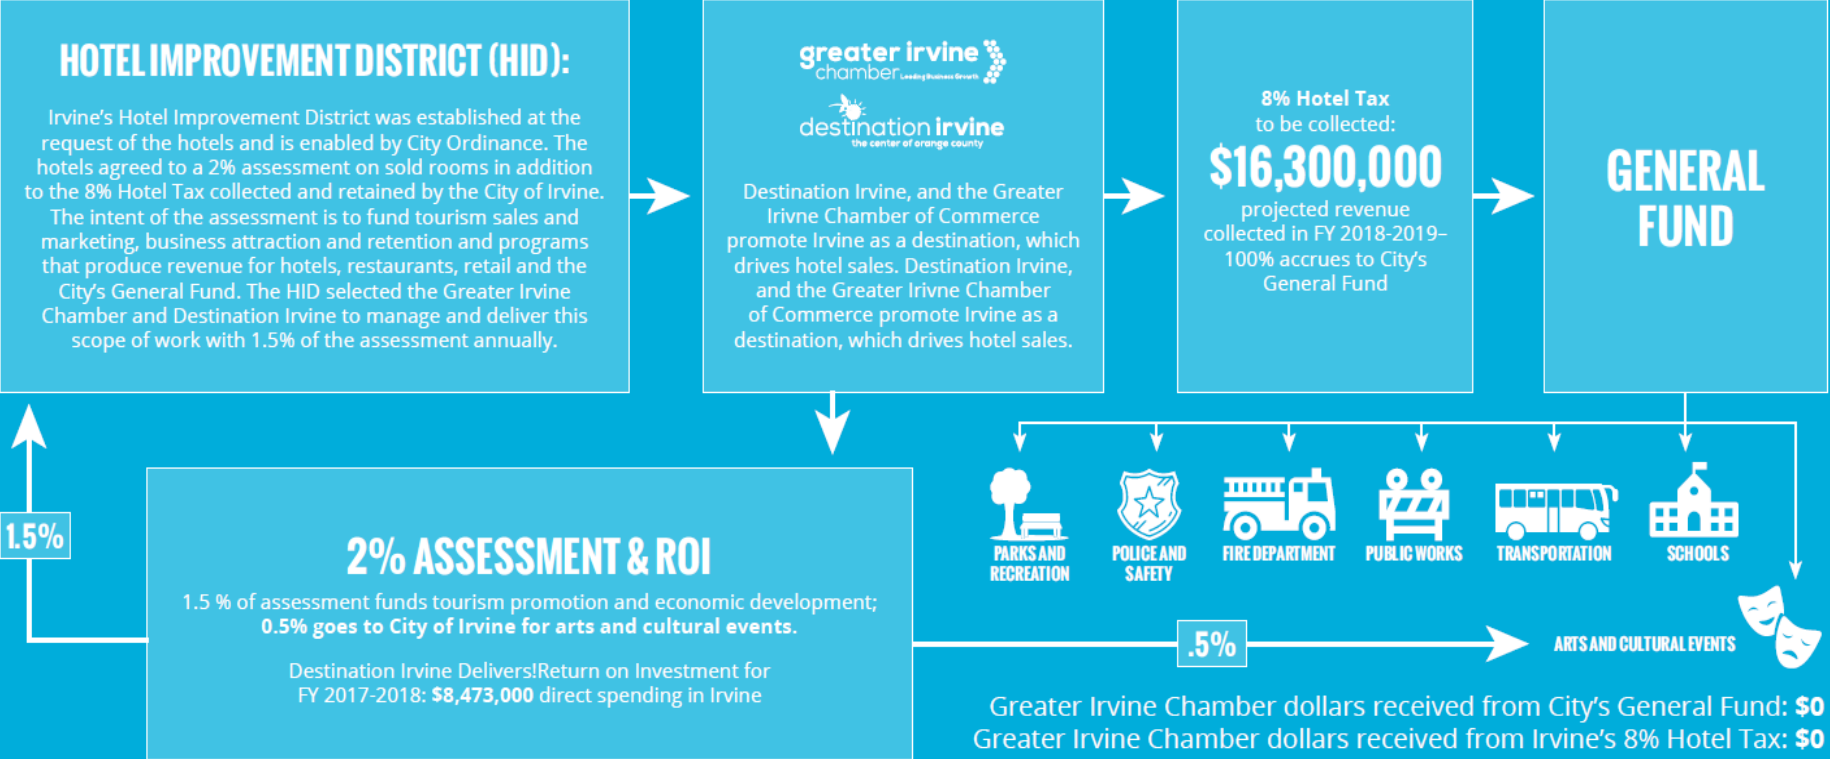 HOTEL IMPROVEMENT DISTRICT (HID):
Irvine's Hotel Improvement District was established at the
request of the hotels and is enabled by City Ordinance. The
hotels agreed to a 2% assessment on sold rooms in addition
to the 8% Hotel Tax collected and retained by the City of Irvine.
The intent of the assessment is to fund tourism sales and
marketing, business attraction and retention and programs
that produce revenue for hotels, restaurants, retail and the
City's General Fund. The HID selected the Greater Irvine
Chamber and Destination Irvine to manage and deliver this
scope of work with 1.5% of the assessment annually.
greater irvine
chamber Leading Business Growth
destination irvine
the center of orange county
Destination Irvine, and the Greater
Irivne Chamber of Commerce
promote Irvine as a destination, which
drives hotel sales. Destination Irvine,
and the Greater Irivne Chamber
of Commerce promote Irvine as a
destination, which drives hotel sales.
8% Hotel Tax
to be collected:
$16,300,000
projected revenue
collected in FY 2018-2019–
100% accrues to City's
General Fund
GENERAL
FUND
1.5%
2% ASSESSMENT & ROI
1.5 % of assessment funds tourism promotion and economic development;
0.5% goes to City of Irvine for arts and cultural events.
Destination Irvine Delivers!Return on Investment for
FY 2017-2018: $8,473,000 direct spending in Irvine
PARKS AND
RECREATION
POLICE AND
SAFETY
FIRE DEPARTMENT
PUBLIC WORKS
TRANSPORTATION
SCHOOLS
.5%
ARTS AND CULTURAL EVENTS
Greater Irvine Chamber dollars received from City's General Fund: $0
Greater Irvine Chamber dollars received from Irvine's 8% Hotel Tax: $0